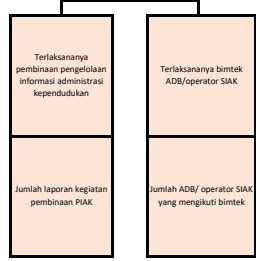 Terlaksananya
pembinaan pengelolaan
informasi administrasi
kependudukan
Terlaksananya bimtek
ADB/operator SIAK
Jumlah laporan kegiatan
pembinaan PIAK
Jumlah ADB/ operator SIAK
yang mengikuti bimtek